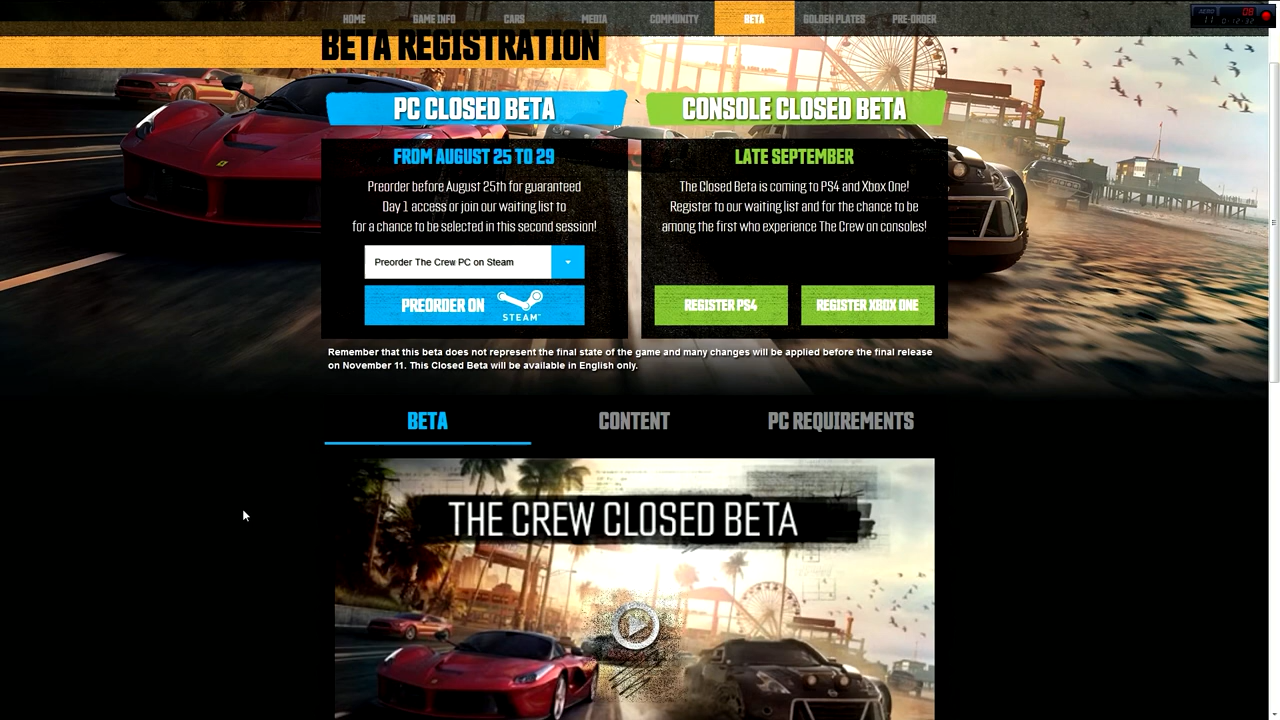 HOME GAME INFO CARS MEDIA COMMUNITY BETA GOLDEN PLATES PRE-ORDER
BETA REGISTRATION
PC CLOSED BETA
FROM AUGUST 25 TO 29
Preorder before August 25th for guaranteed
Day 1 access or join our waiting list to
for a chance to be selected in this second session!
Preorder The Crew PC on Steam
PREORDER ON STEAM™
CONSOLE CLOSED BETA
LATE SEPTEMBER
The Closed Beta is coming to PS4 and Xbox One!
Register to our waiting list and for the chance to be
among the first who experience The Crew on consoles!
REGISTER PS4 REGISTER XBOX ONE
Remember that this beta does not represent the final state of the game and many changes will be applied before the final release
on November 11. This Closed Beta will be available in English only.
BETA CONTENT PC REQUIREMENTS
THE CREW CLOSED BETA